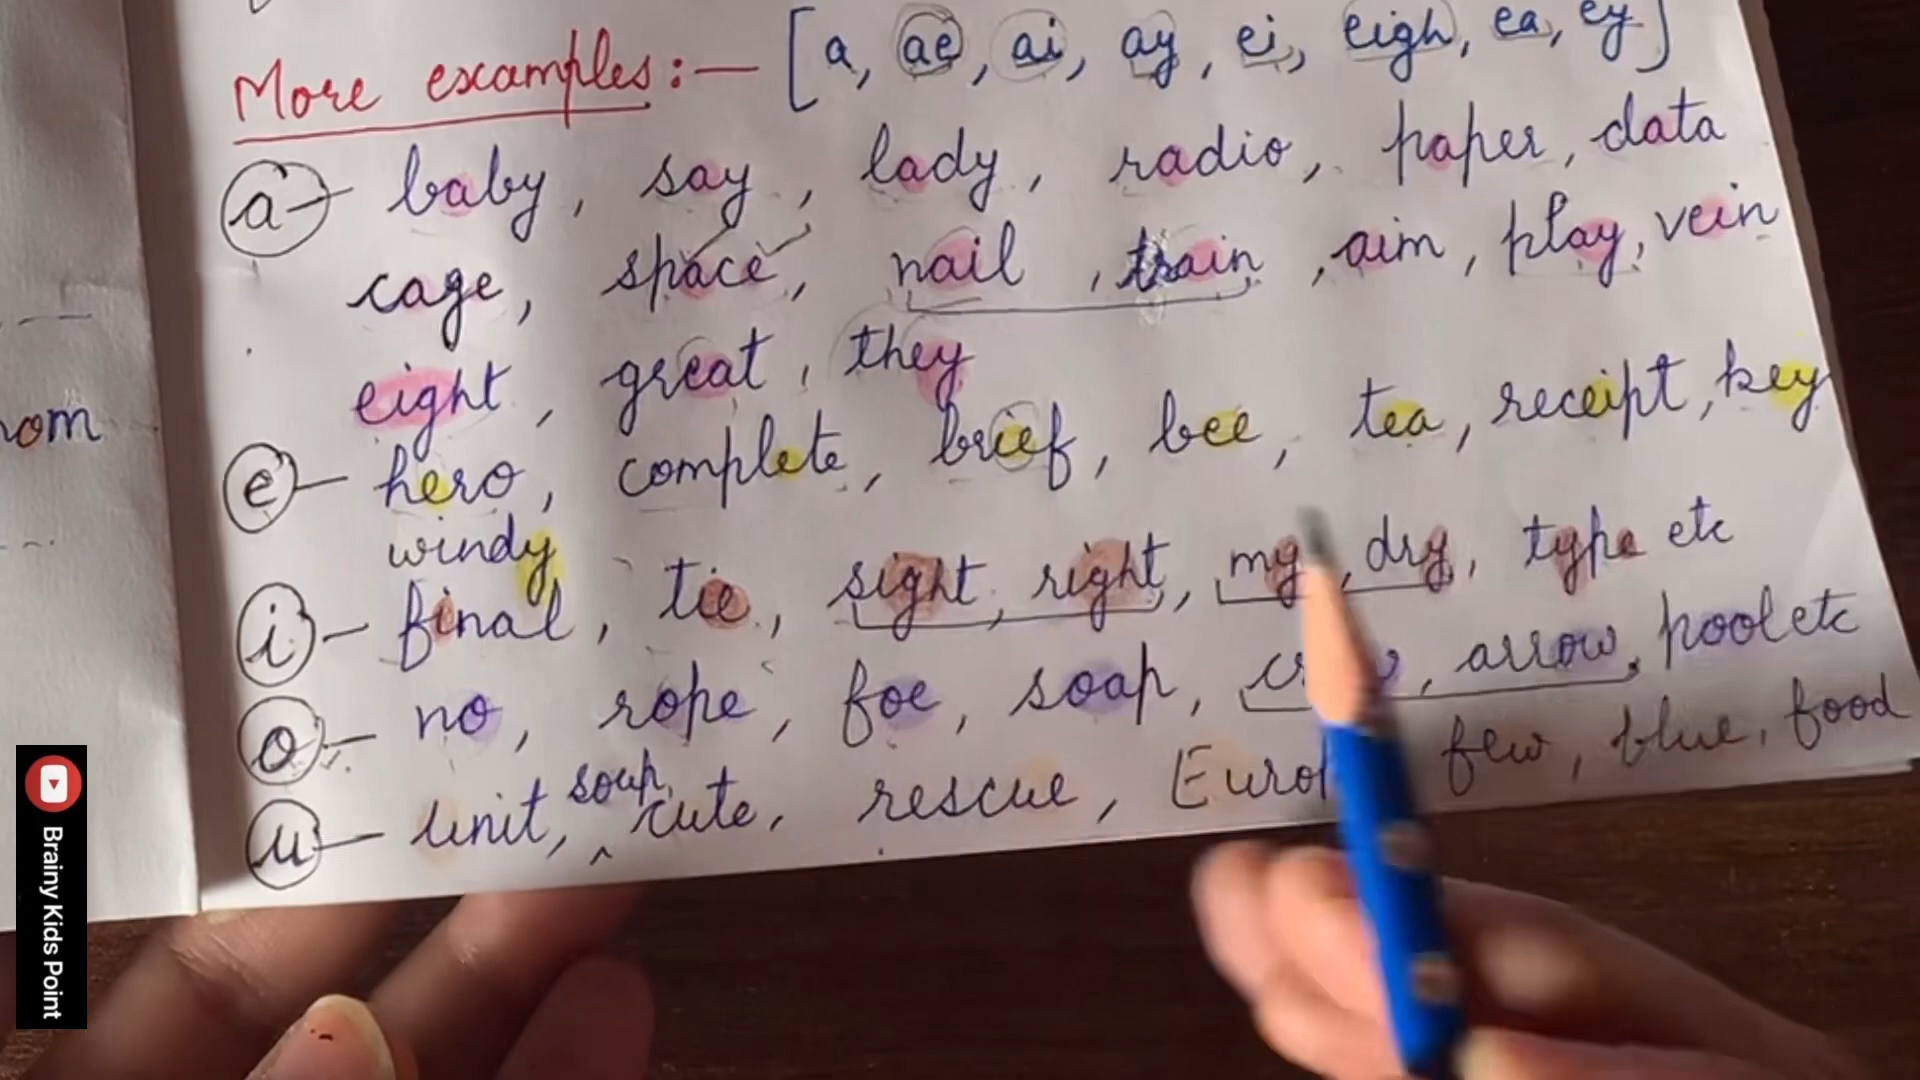 More examples:— [a, ae, ai, ay, ei, eigh, ea, ey]
a — baby, say, lady, radio, paper, data
cage, space, nail, train, aim, play, vein
eight, great, they
e — hero, complete, brief, bee, tea, receipt, key
windy
i — final, tie, sight, right, my, dry, type etc
o — no, rope, foe, soap, arrow, pool etc
soup,
u — unit, cute, rescue, few, blue, food
om
Brainy Kids Point